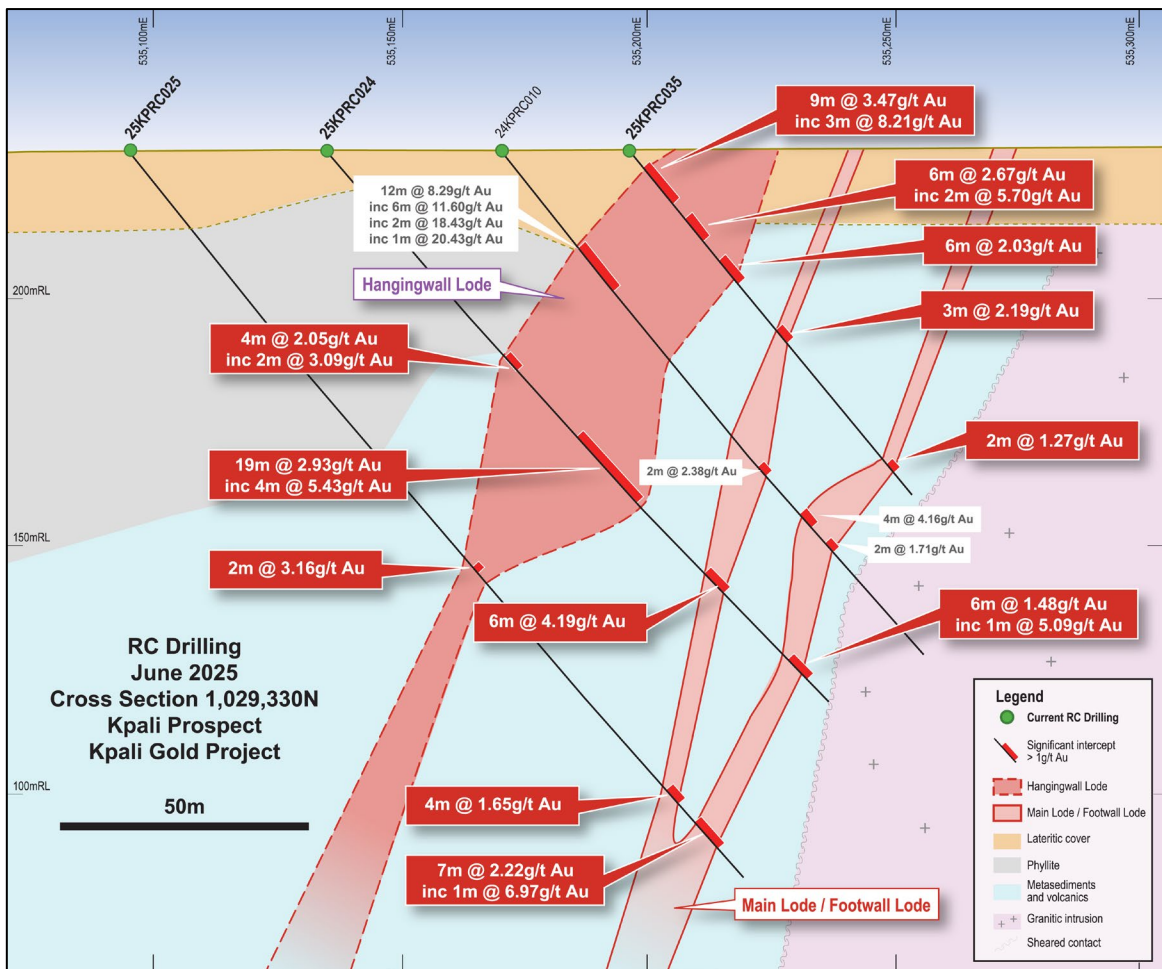 535,100mE
535,150mE
535,200mE
535,250mE
535,300mE
25KPRC025
25KPRC024
24KPRC010
25KPRC035
9m @ 3.47g/t Au
inc 3m @ 8.21g/t Au
12m @ 8.29g/t Au
inc 6m @ 11.60g/t Au
inc 2m @ 18.43g/t Au
inc 1m @ 20.43g/t Au
6m @ 2.67g/t Au
inc 2m @ 5.70g/t Au
6m @ 2.03g/t Au
Hangingwall Lode
200mRL
3m @ 2.19g/t Au
4m @ 2.05g/t Au
inc 2m @ 3.09g/t Au
2m @ 1.27g/t Au
19m @ 2.93g/t Au
inc 4m @ 5.43g/t Au
2m @ 2.38g/t Au
4m @ 4.16g/t Au
2m @ 1.71g/t Au
150mRL
2m @ 3.16g/t Au
6m @ 4.19g/t Au
6m @ 1.48g/t Au
inc 1m @ 5.09g/t Au
RC Drilling
June 2025
Cross Section 1,029,330N
Kpali Prospect
Kpali Gold Project
50m
100mRL
4m @ 1.65g/t Au
7m @ 2.22g/t Au
inc 1m @ 6.97g/t Au
Main Lode / Footwall Lode
Legend
Current RC Drilling
Significant intercept
> 1g/t Au
Hangingwall Lode
Main Lode / Footwall Lode
Lateritic cover
Phyllite
Metasediments
and volcanics
Granitic intrusion
Sheared contact